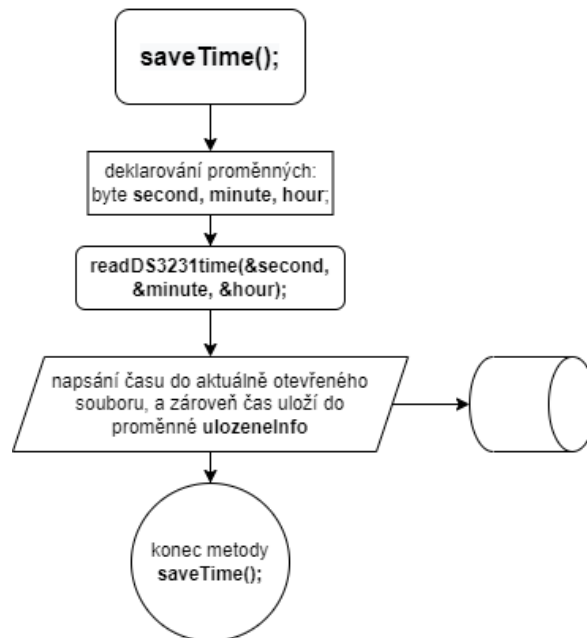 saveTime();
deklarování proměnných:
byte second, minute, hour;
readDS3231time(&second,
&minute, &hour);
napsání času do aktuálně otevřeného
souboru, a zároveň čas uloží do
proměnné ulozeneInfo
konec metody
saveTime();